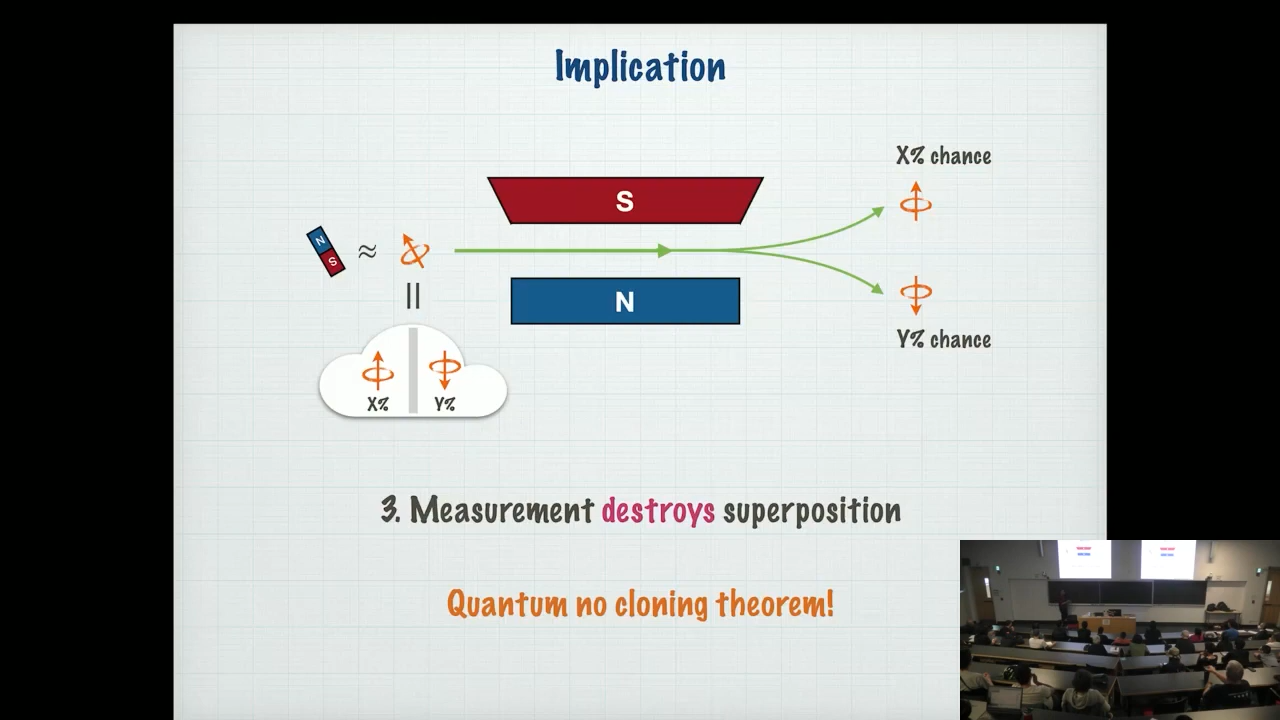 Implication
X% chance
S
N
S
≈
=
N
Y% chance
X%
Y%
3. Measurement destroys superposition
Quantum no cloning theorem!